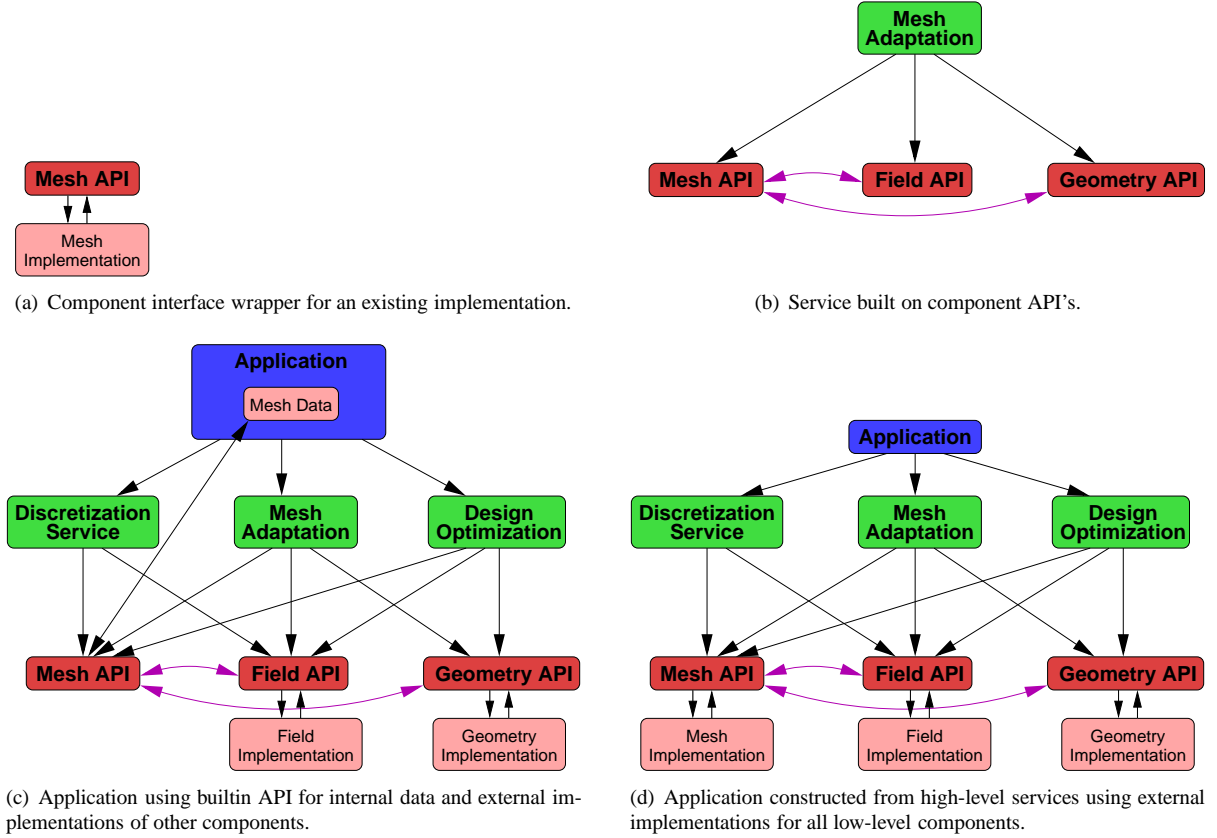 Mesh API
Mesh
Implementation
(a) Component interface wrapper for an existing implementation.
Mesh
Adaptation
Mesh API
Field API
Geometry API
(b) Service built on component API's.
Application
Mesh Data
Discretization
Service
Mesh
Adaptation
Design
Optimization
Mesh API
Field API
Geometry API
Field
Implementation
Geometry
Implementation
(c) Application using builtin API for internal data and external im-
plementations of other components.
Application
Discretization
Service
Mesh
Adaptation
Design
Optimization
Mesh API
Field API
Geometry API
Mesh
Implementation
Field
Implementation
Geometry
Implementation
(d) Application constructed from high-level services using external
implementations for all low-level components.